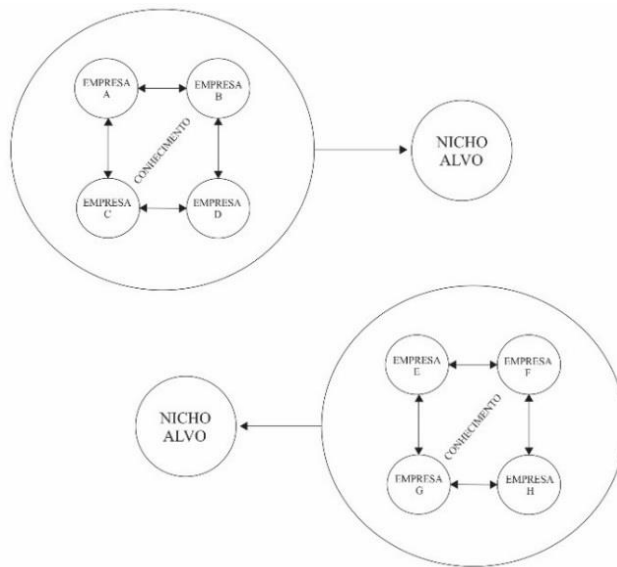 EMPRESA
A
EMPRESA
B
CONHECIMENTO
EMPRESA
C
EMPRESA
D
NICHO
ALVO
EMPRESA
E
EMPRESA
F
NICHO
ALVO
CONHECIMENTO
EMPRESA
G
EMPRESA
H